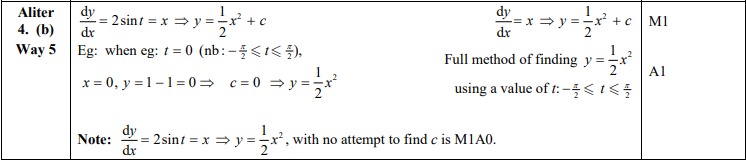 Aliter
4. (b)
Way 5
dy/dx = 2 sin t = x ⇒ y = 1/2 x² + c
dy/dx = x ⇒ y = 1/2 x² + c
M1
Eg: when eg: t = 0 (nb: −π/2 ⩽ t ⩽ π/2),
x = 0, y = 1 − 1 = 0 ⇒ c = 0 ⇒ y = 1/2 x²
Full method of finding y = 1/2 x²
using a value of t: −π/2 ⩽ t ⩽ π/2
A1
Note: dy/dx = 2 sin t = x ⇒ y = 1/2 x², with no attempt to find c is M1A0.